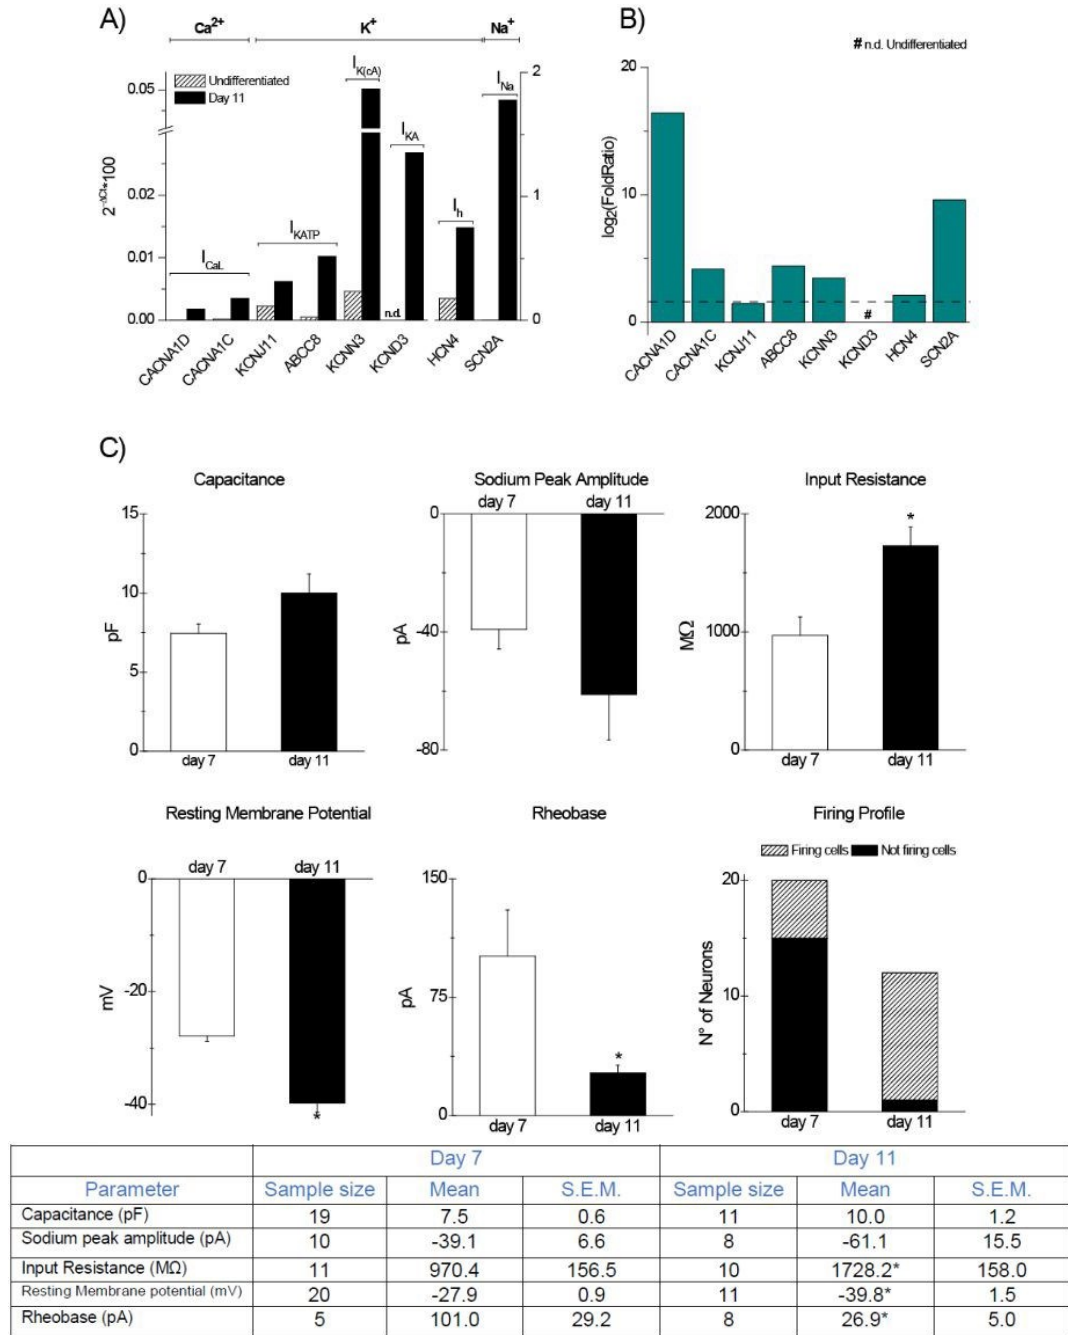 A)
Ca2+ K+ Na+
Undifferentiated
Day 11
I CaL
I KATP
I K(cA)
I KA
I h
I Na
n.d.
2-ΔCt*100
0.05
0.02
0.01
0.00
2
1
0
CACNA1D CACNA1C KCNJ11 ABCC8 KCNN3 KCND3 HCN4 SCN2A
B)
# n.d. Undifferentiated
log2(FoldRatio)
20
10
0
#
CACNA1D CACNA1C KCNJ11 ABCC8 KCNN3 KCND3 HCN4 SCN2A
C)
Capacitance
pF
15
10
5
0
day 7 day 11
Sodium Peak Amplitude
day 7 day 11
pA
0
-40
-80
Input Resistance
MΩ
2000
1000
0
*
day 7 day 11
Resting Membrane Potential
day 7 day 11
mV
0
-20
-40
*
Rheobase
pA
150
75
0
*
day 7 day 11
Firing Profile
Firing cells Not firing cells
N° of Neurons
20
10
0
day 7 day 11
Day 7 Day 11
Parameter Sample size Mean S.E.M. Sample size Mean S.E.M.
Capacitance (pF) 19 7.5 0.6 11 10.0 1.2
Sodium peak amplitude (pA) 10 -39.1 6.6 8 -61.1 15.5
Input Resistance (MΩ) 11 970.4 156.5 10 1728.2* 158.0
Resting Membrane potential (mV) 20 -27.9 0.9 11 -39.8* 1.5
Rheobase (pA) 5 101.0 29.2 8 26.9* 5.0